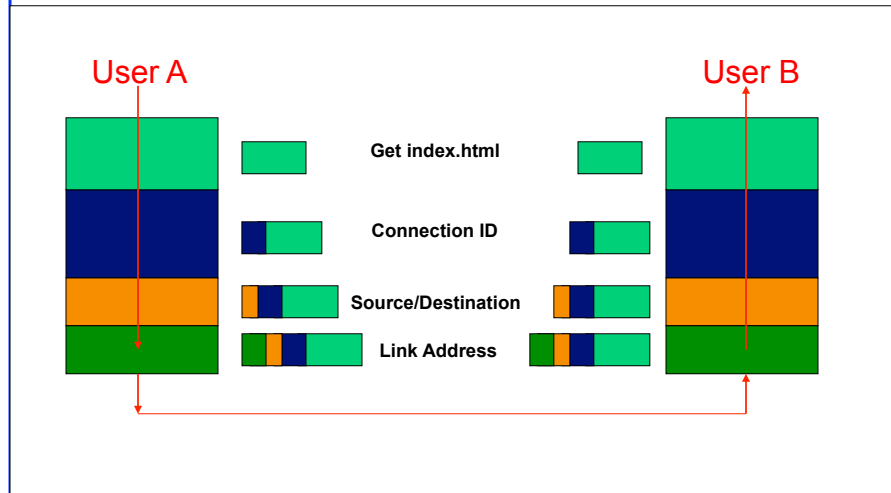 User A
User B
Get index.html
Connection ID
Source/Destination
Link Address